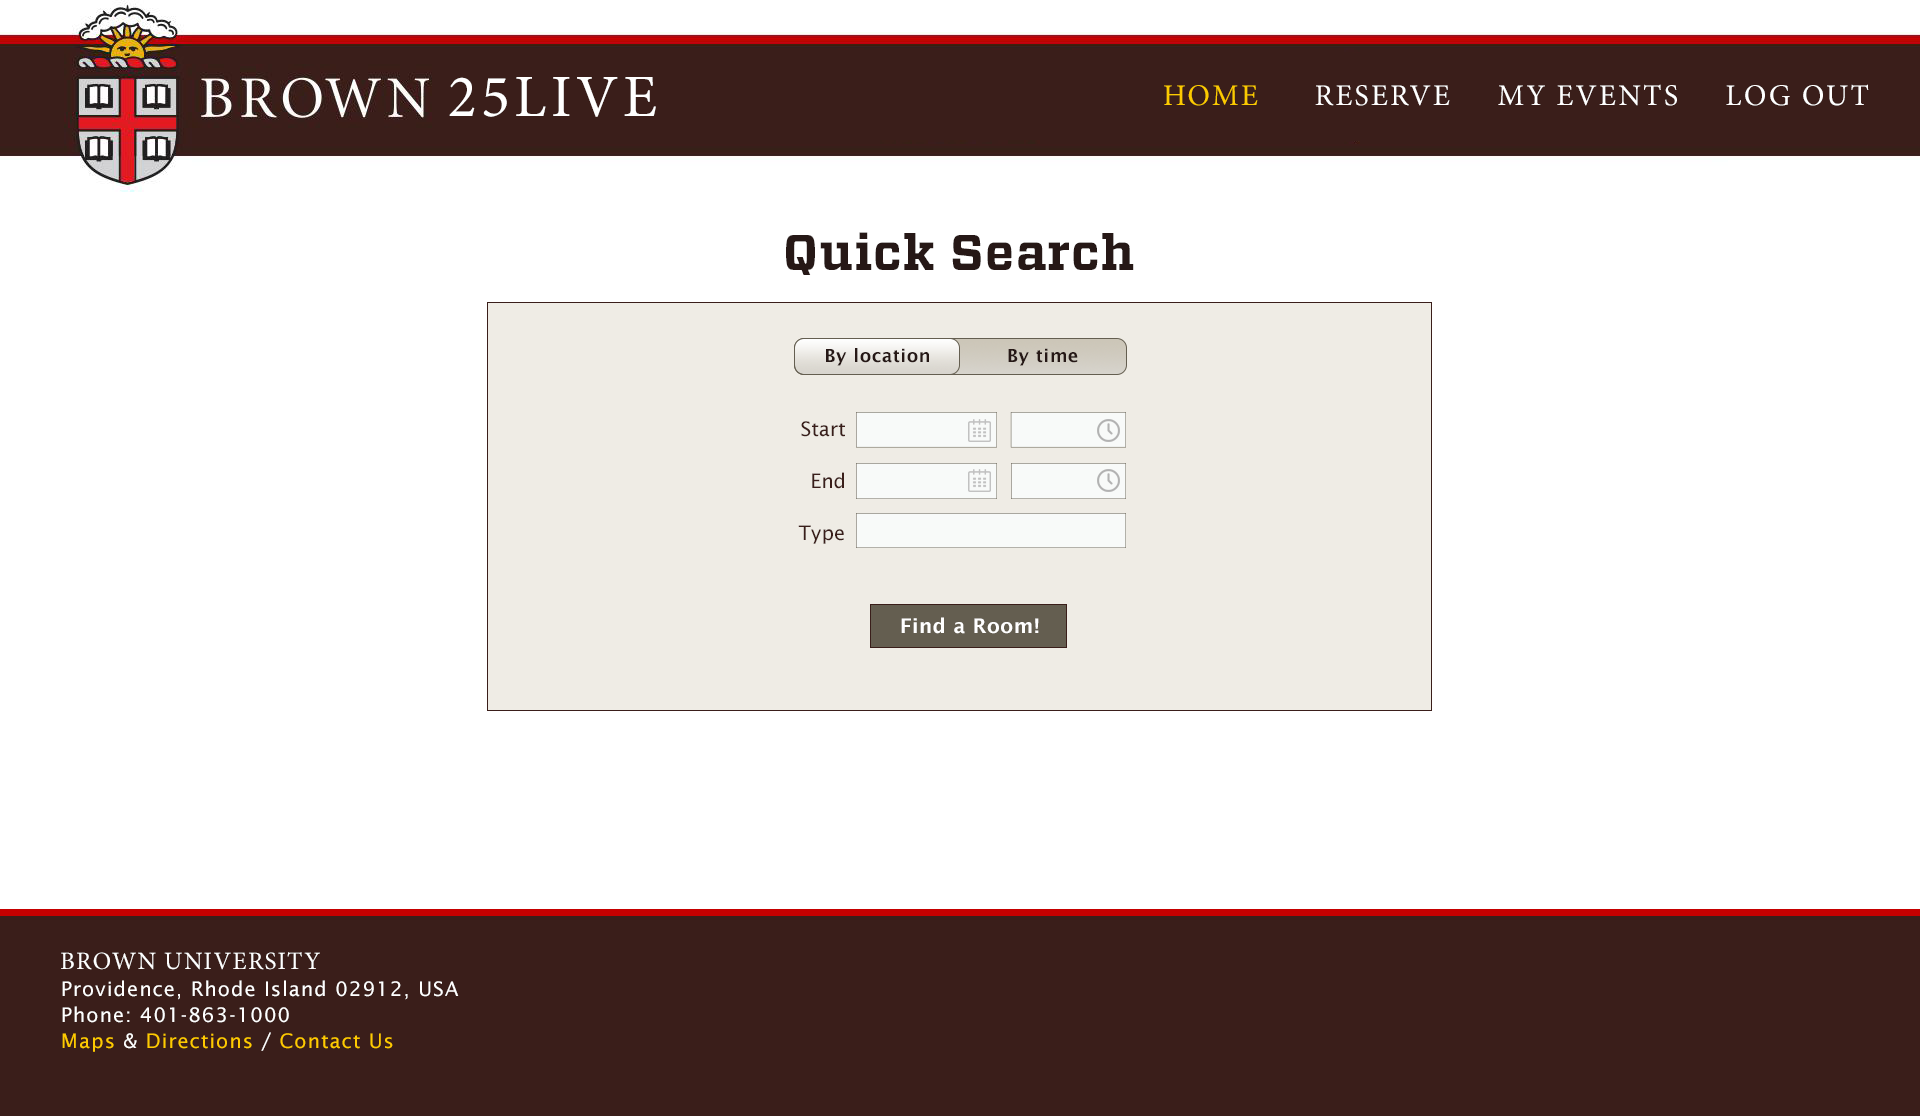 BROWN 25LIVE
HOME RESERVE MY EVENTS LOG OUT
Quick Search
By location By time
Start
End
Type
Find a Room!
BROWN UNIVERSITY
Providence, Rhode Island 02912, USA
Phone: 401-863-1000
Maps & Directions / Contact Us